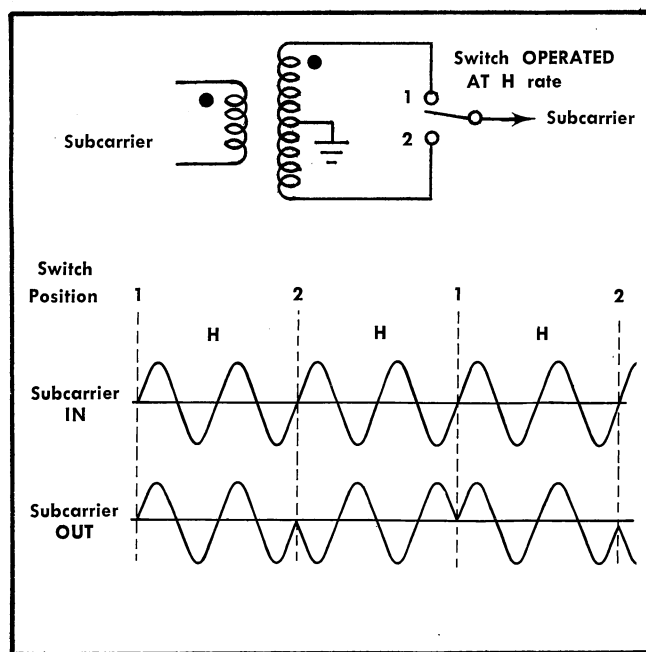 Switch OPERATED
AT H rate
1
Subcarrier
Subcarrier
2
Switch
Position 1 2 1 2
H H H
Subcarrier
IN
Subcarrier
OUT